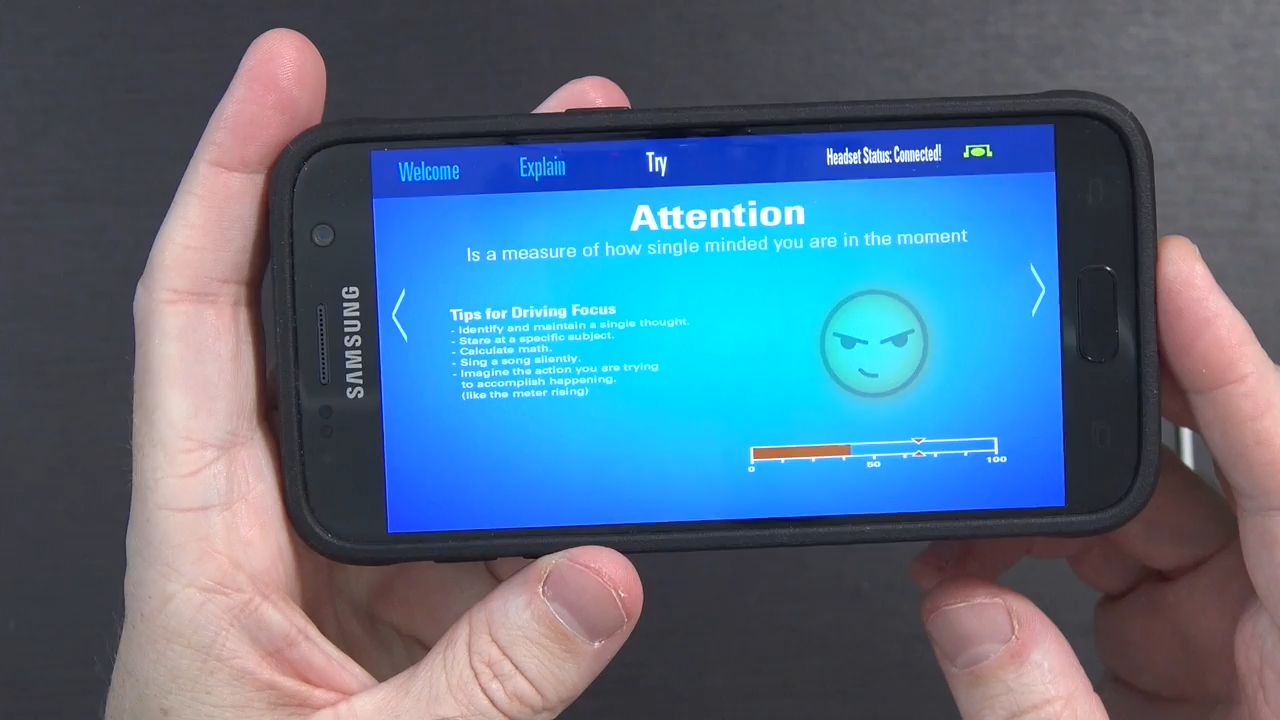 Welcome
Explain
Try
Headset Status: Connected!
Attention
Is a measure of how single minded you are in the moment
Tips for Driving Focus
- Identify and maintain a single thought.
- Stare at a specific subject.
- Calculate math.
- Sing a song silently.
- Imagine the action you are trying
to accomplish happening.
(like the meter rising)
0
50
100
SAMSUNG